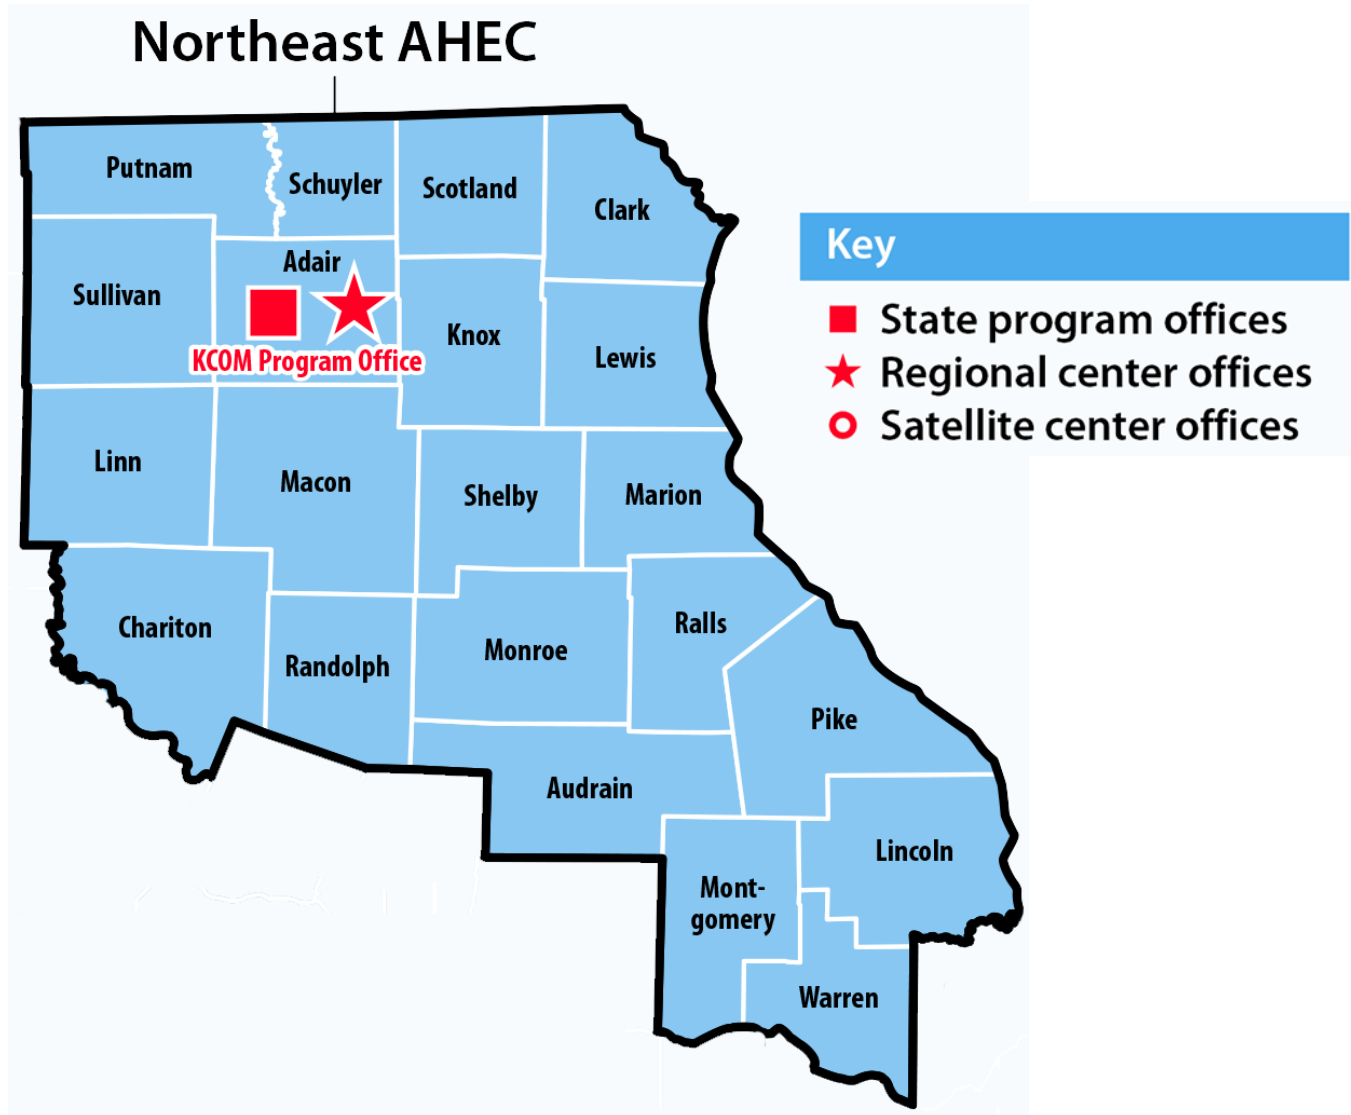 Northeast AHEC
Putnam
Schuyler
Scotland
Clark
Key
Adair
Sullivan
State program offices
Knox
KCOM Program Office
Lewis
Regional center offices
Satellite center offices
Linn
Macon
Shelby
Marion
Chariton
Randolph
Monroe
Ralls
Pike
Audrain
Lincoln
Mont-
gomery
Warren